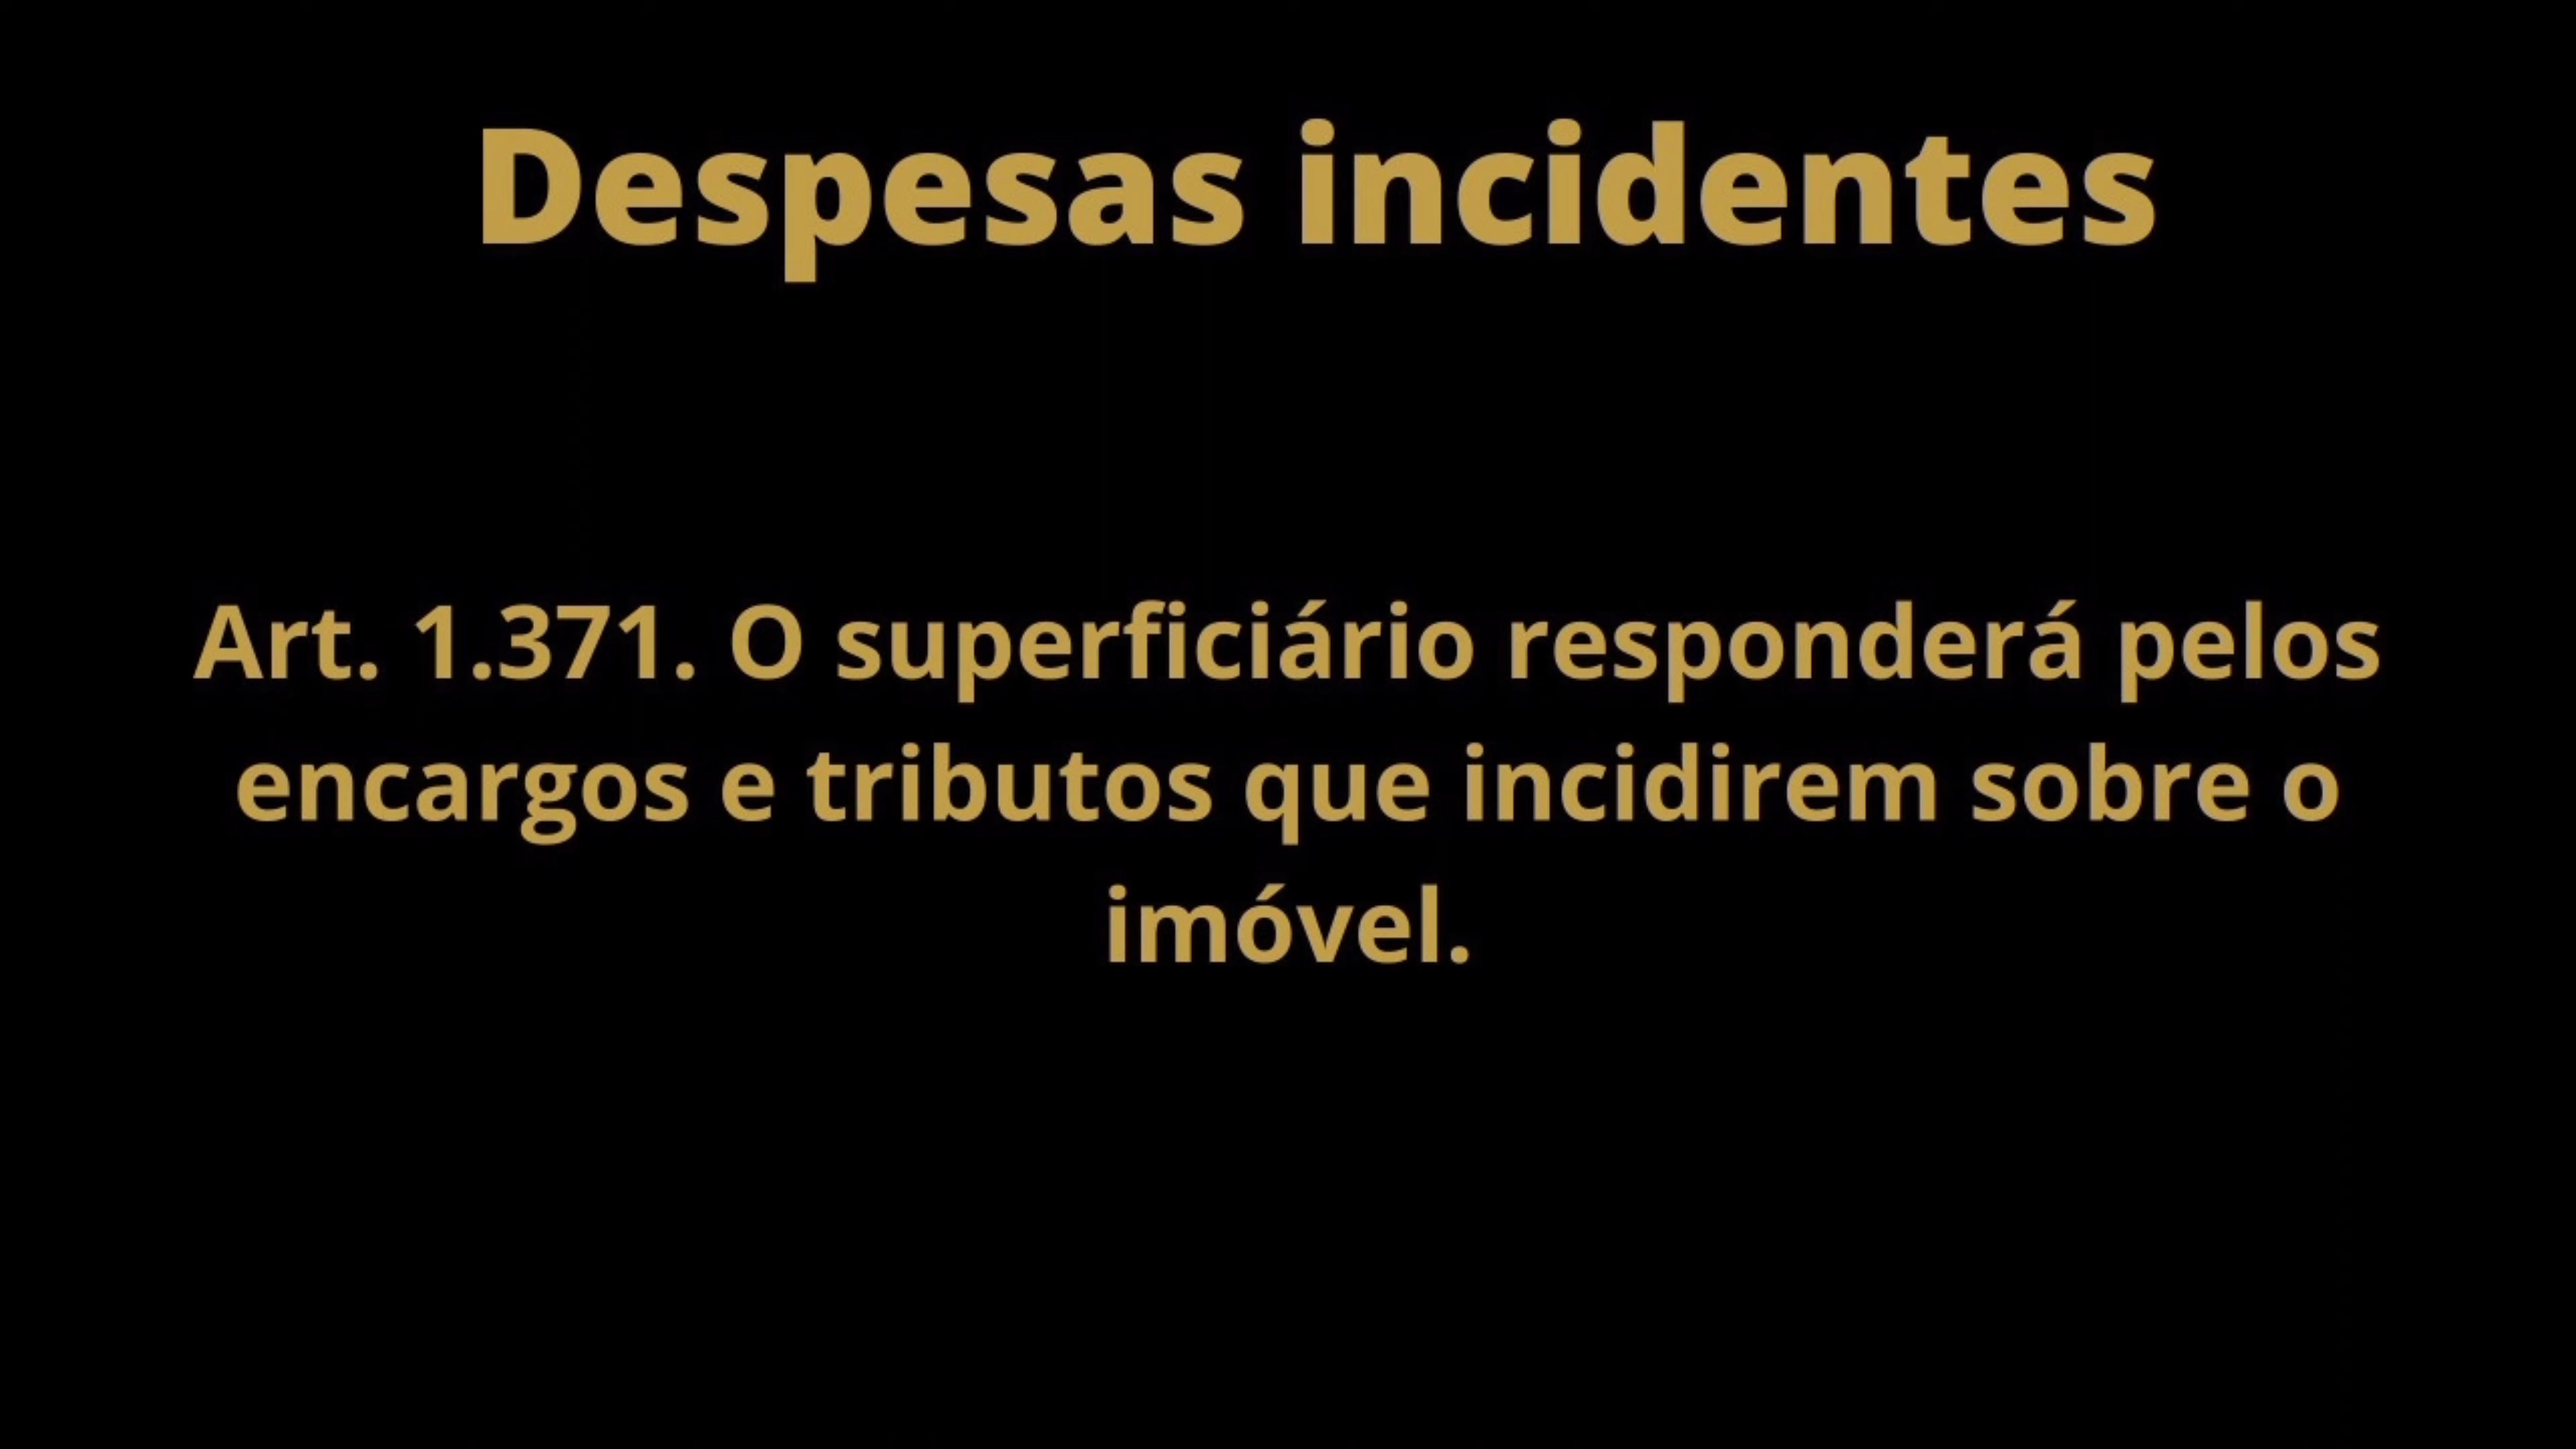 Despesas incidentes
Art. 1.371. O superficiário responderá pelos
encargos e tributos que incidirem sobre o
imóvel.